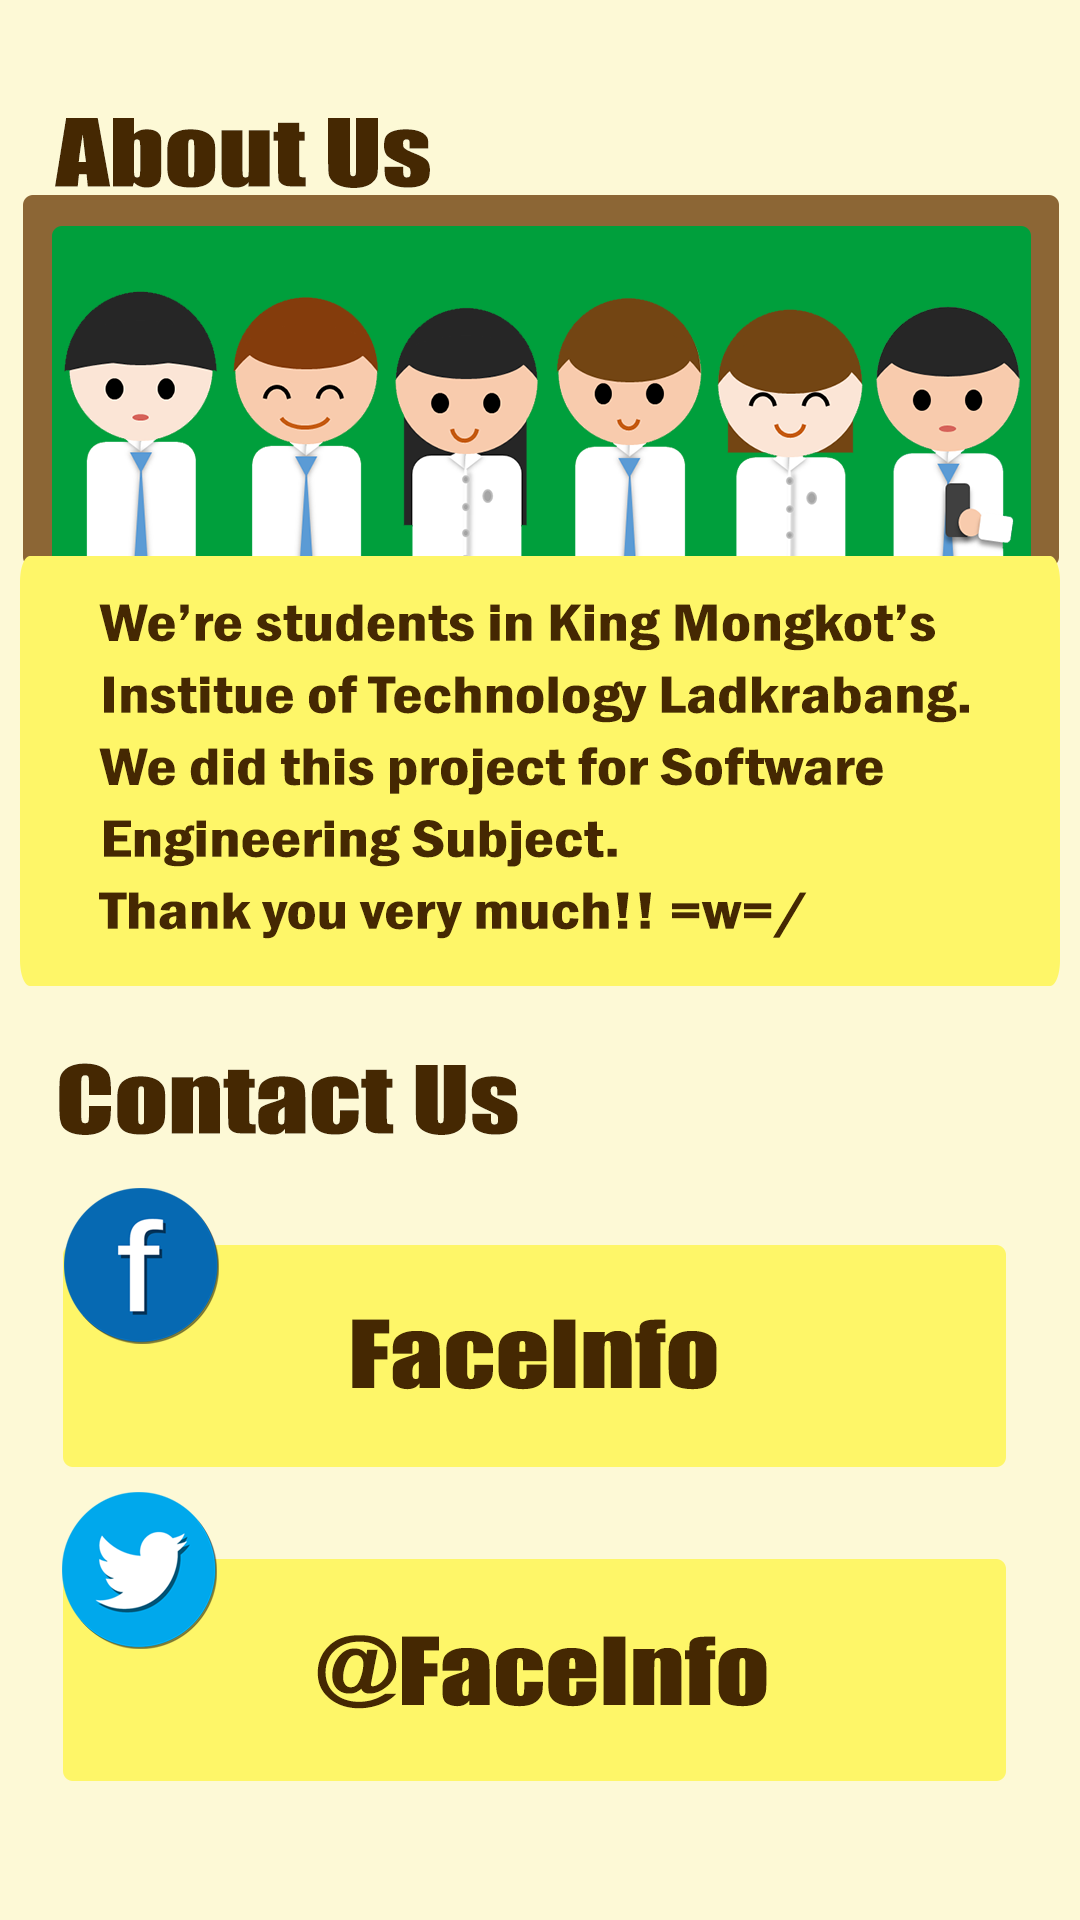 About Us
We’re students in King Mongkot’s
Institue of Technology Ladkrabang.
We did this project for Software
Engineering Subject.
Thank you very much!! =w=/
Contact Us
f
FaceInfo
@FaceInfo